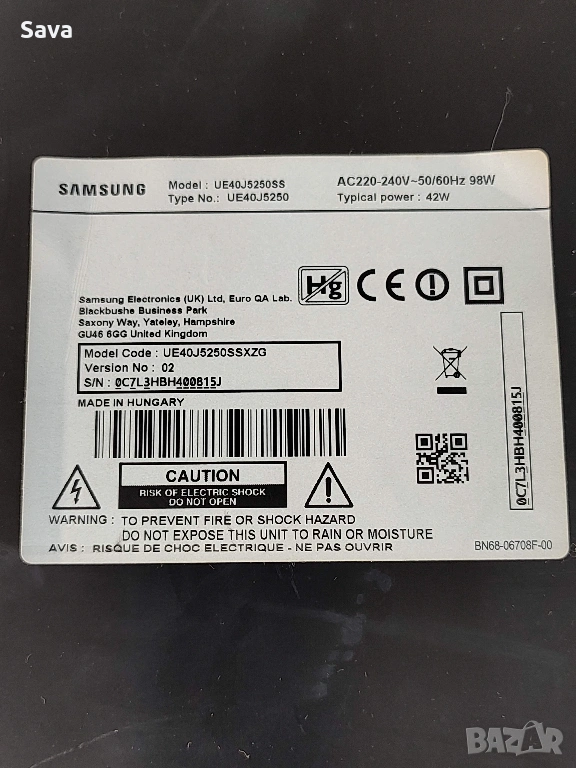 Sava
SAMSUNG
Model : UE40J5250SS
Type No.: UE40J5250
AC220-240V~50/60Hz 98W
Typical power : 42W
Samsung Electronics (UK) Ltd, Euro QA Lab.
Blackbushe Business Park
Saxony Way, Yateley, Hampshire
GU46 6GG United Kingdom
Hg
CE
Model Code : UE40J5250SSXZG
Version No : 02
S/N : 0C7L3HBH400815J
MADE IN HUNGARY
0C7L3HBH400815J
CAUTION
RISK OF ELECTRIC SHOCK
DO NOT OPEN
WARNING : TO PREVENT FIRE OR SHOCK HAZARD
DO NOT EXPOSE THIS UNIT TO RAIN OR MOISTURE
AVIS : RISQUE DE CHOC ELECTRIQUE - NE PAS OUVRIR
BN68-06708F-00
BAZAR.bg